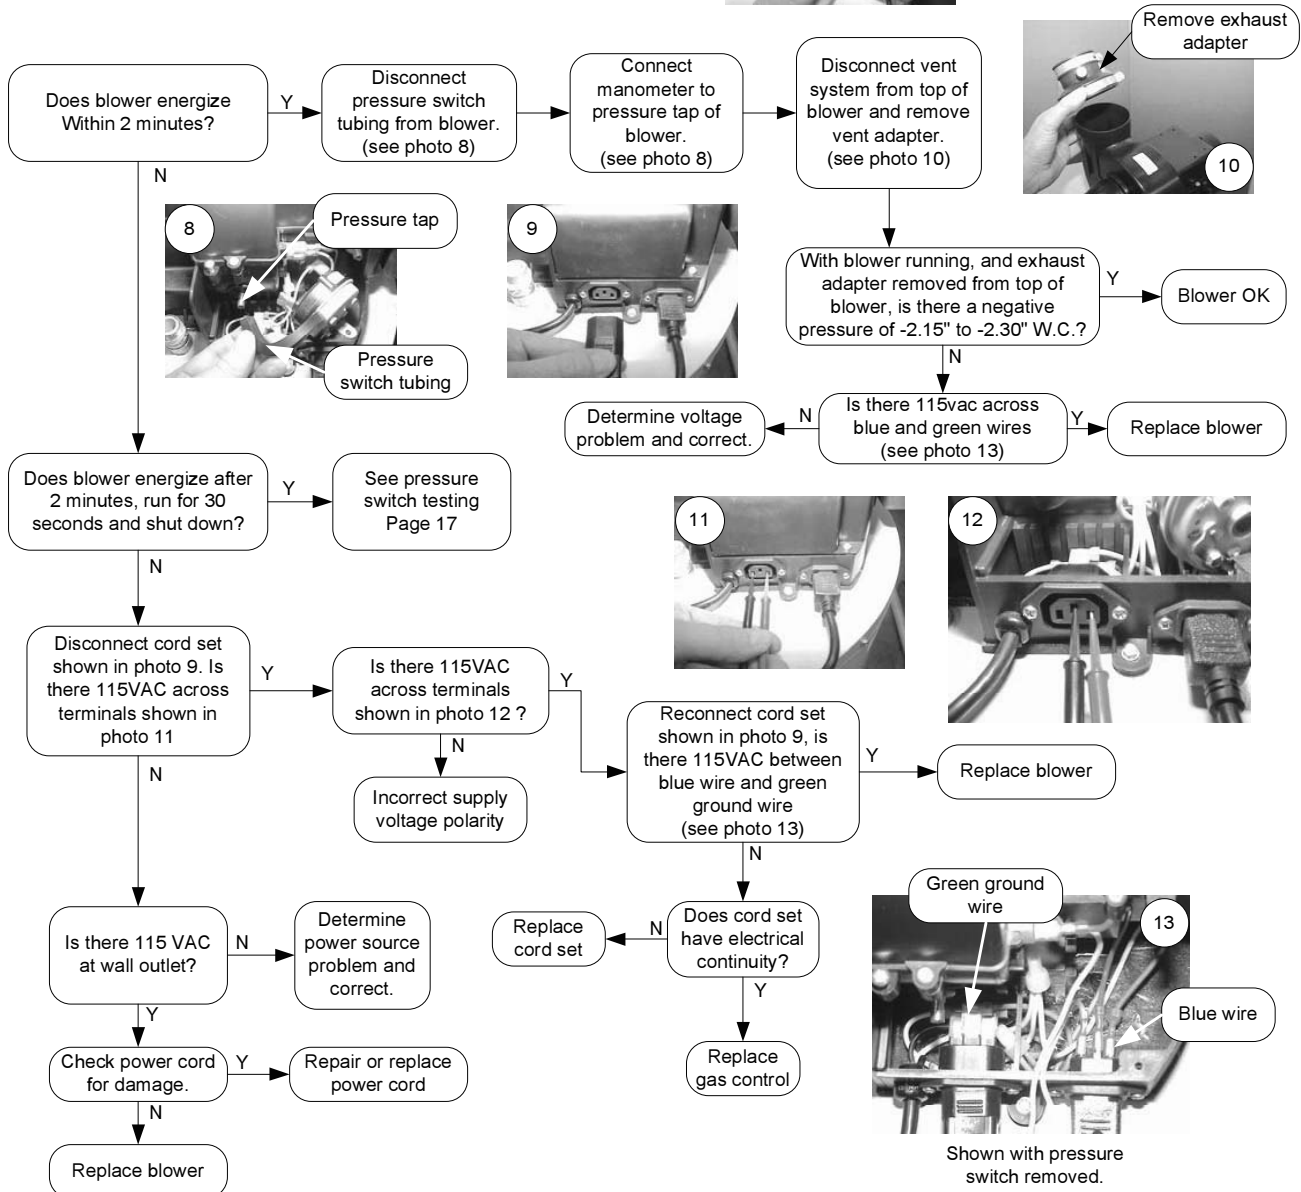 Remove exhaust
adapter
10
Does blower energize
Within 2 minutes?
Y
Disconnect
pressure switch
tubing from blower.
(see photo 8)
Connect
manometer to
pressure tap of
blower.
(see photo 8)
Disconnect vent
system from top of
blower and remove
vent adapter.
(see photo 10)
N
8
Pressure tap
Pressure
switch tubing
9
With blower running, and exhaust
adapter removed from top of
blower, is there a negative
pressure of -2.15" to -2.30" W.C.?
Y
Blower OK
N
Is there 115vac across
blue and green wires
(see photo 13)
N
Determine voltage
problem and correct.
Y
Replace blower
Does blower energize after
2 minutes, run for 30
seconds and shut down?
Y
See pressure
switch testing
Page 17
11
12
N
Disconnect cord set
shown in photo 9. Is
there 115VAC across
terminals shown in
photo 11
Y
Is there 115VAC
across terminals
shown in photo 12 ?
Y
N
Incorrect supply
voltage polarity
Reconnect cord set
shown in photo 9, is
there 115VAC between
blue wire and green
ground wire
(see photo 13)
Y
Replace blower
N
N
Does cord set
have electrical
continuity?
N
Replace
cord set
Y
Replace
gas control
Is there 115 VAC
at wall outlet?
N
Determine
power source
problem and
correct.
Y
Check power cord
for damage.
Y
Repair or replace
power cord
N
Replace blower
Green ground
wire
13
Blue wire
Shown with pressure
switch removed.